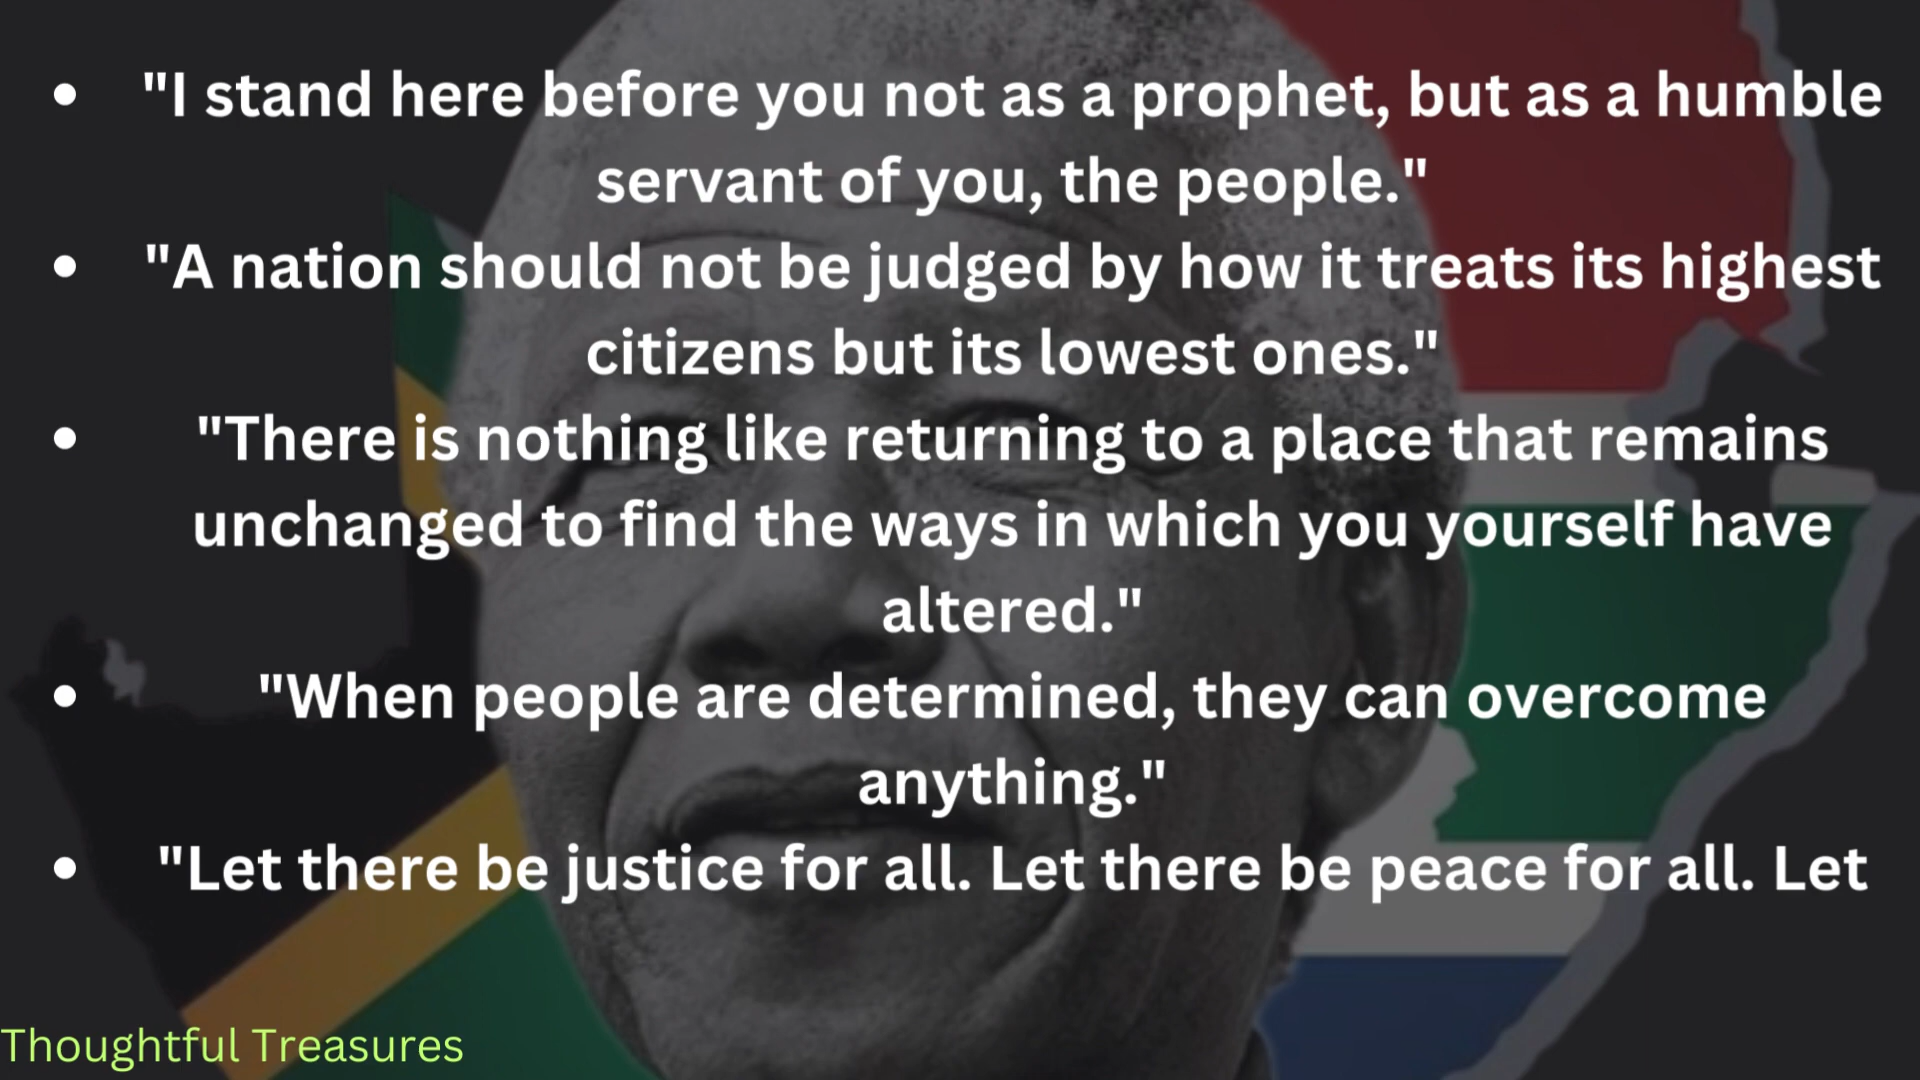 • "I stand here before you not as a prophet, but as a humble
servant of you, the people."
• "A nation should not be judged by how it treats its highest
citizens but its lowest ones."
• "There is nothing like returning to a place that remains
unchanged to find the ways in which you yourself have
altered."
• "When people are determined, they can overcome
anything."
• "Let there be justice for all. Let there be peace for all. Let
Thoughtful Treasures